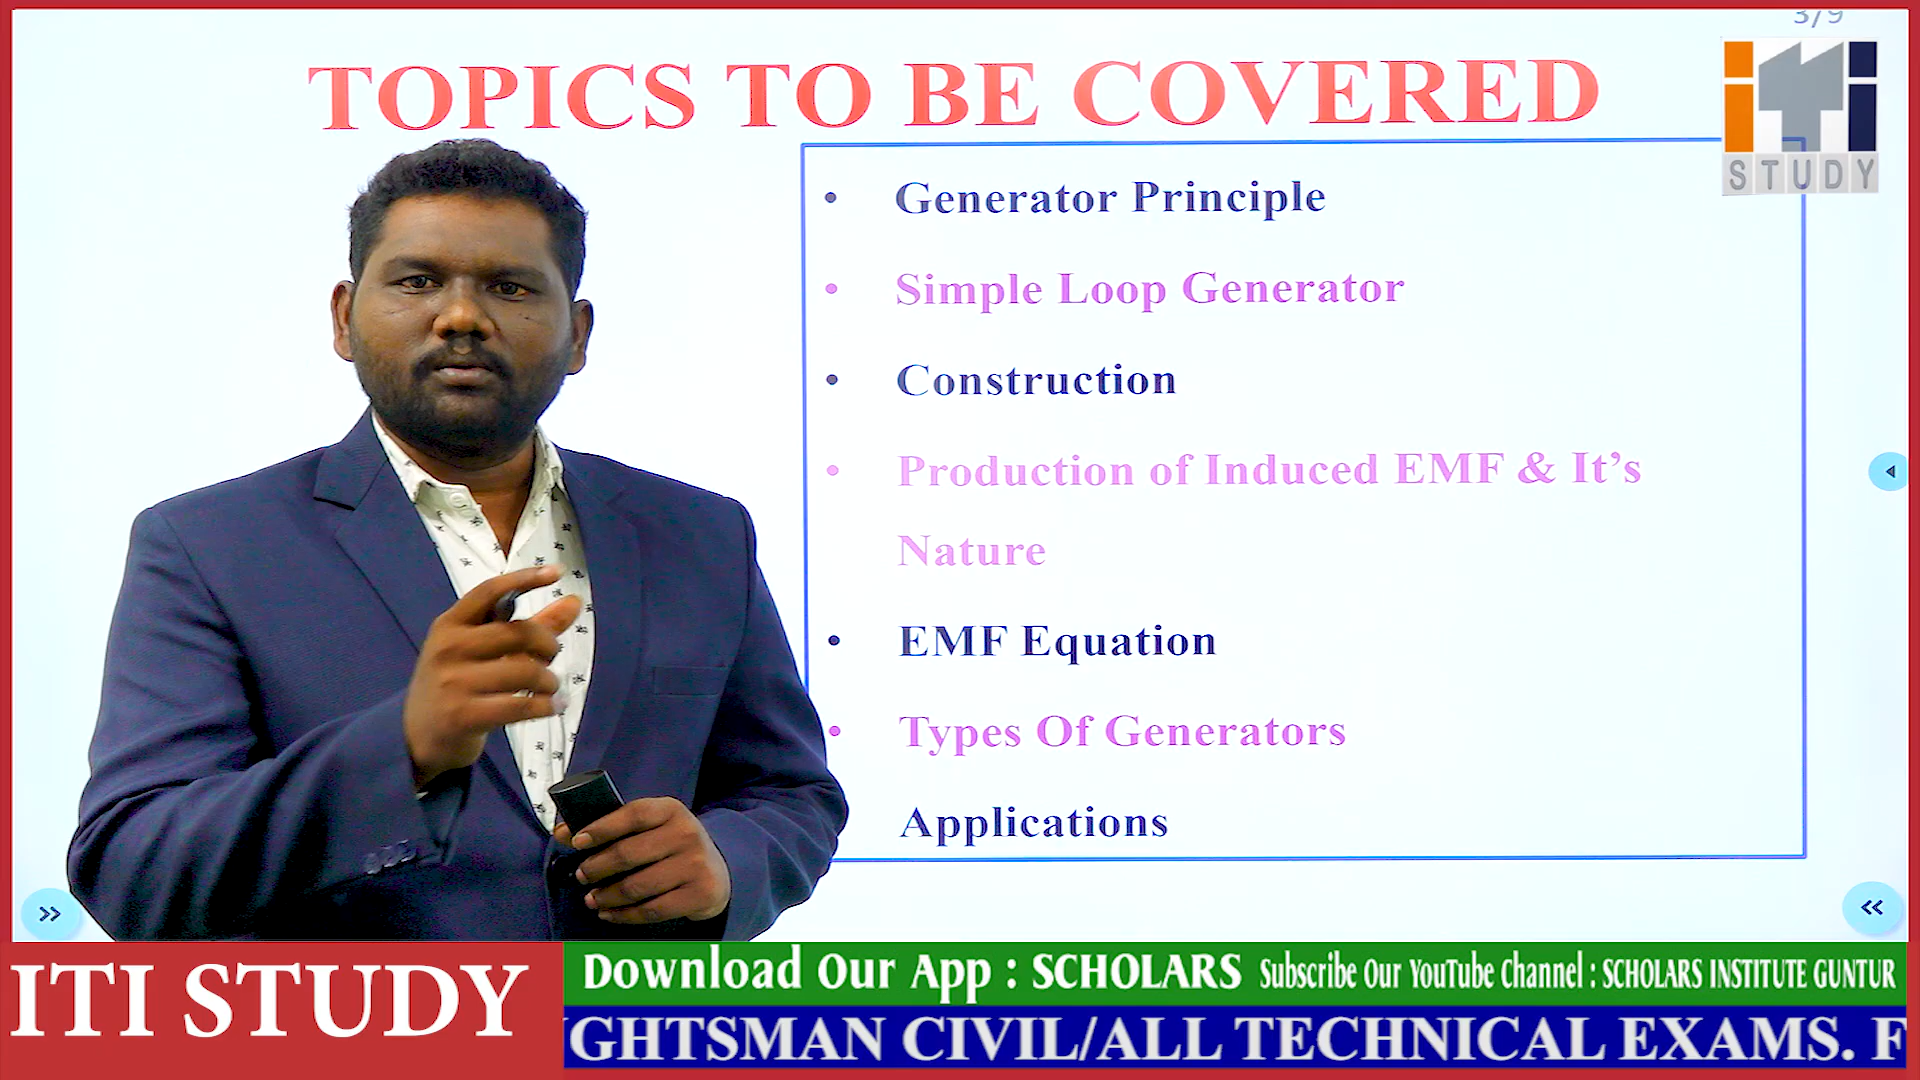 3/9
TOPICS TO BE COVERED
iTi
STUDY
• Generator Principle
• Simple Loop Generator
• Construction
• Production of Induced EMF & It’s
Nature
• EMF Equation
• Types Of Generators
Applications
ITI STUDY
Download Our App : SCHOLARS Subscribe Our YouTube Channel : SCHOLARS INSTITUTE GUNTUR
GHTSMAN CIVIL/ALL TECHNICAL EXAMS. F